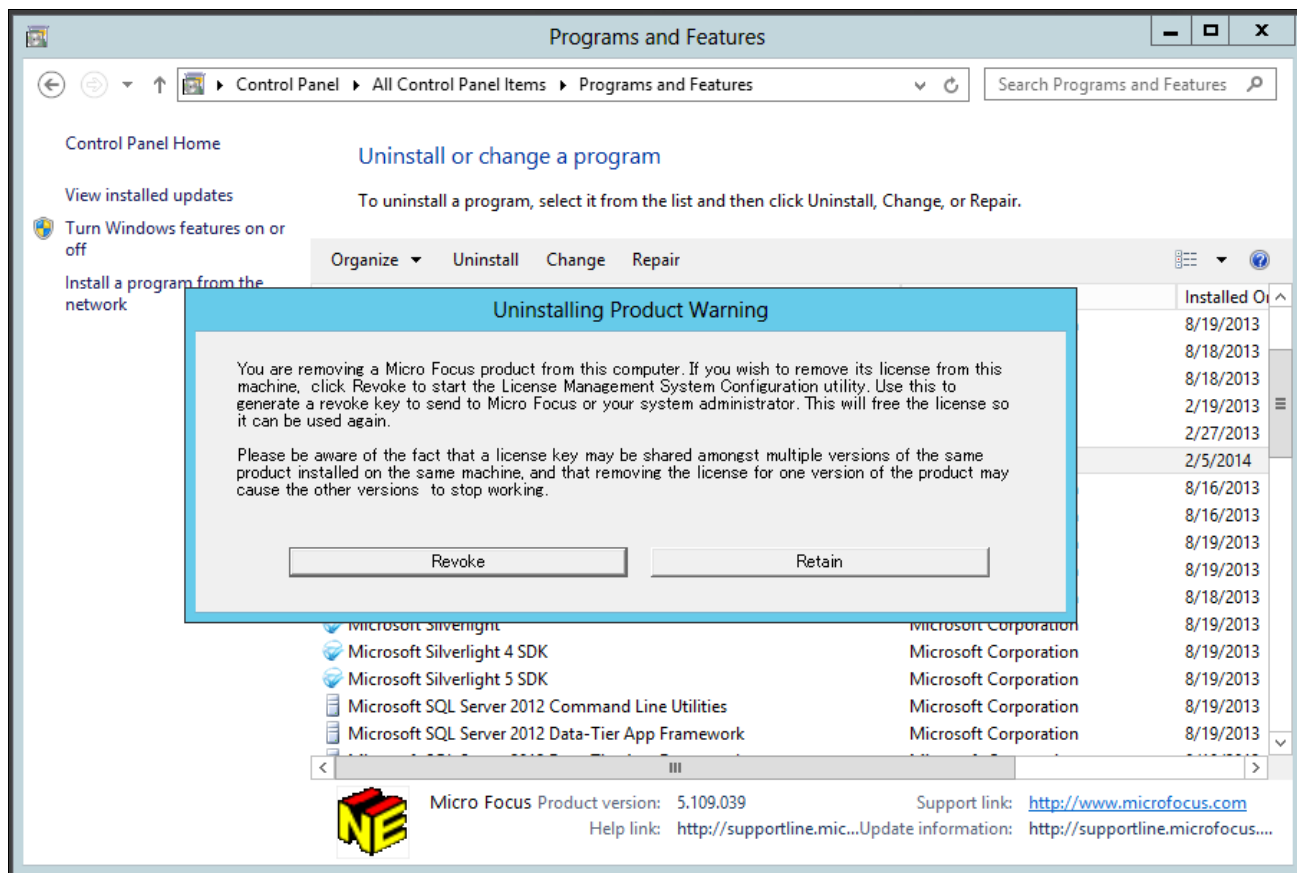 Programs and Features
Control Panel All Control Panel Items Programs and Features Search Programs and Features
Control Panel Home
View installed updates
Turn Windows features on or
off
Install a program from the
network
Uninstall or change a program
To uninstall a program, select it from the list and then click Uninstall, Change, or Repair.
Organize Uninstall Change Repair
Installed
Uninstalling Product Warning
You are removing a Micro Focus product from this computer. If you wish to remove its license from this
machine, click Revoke to start the License Management System Configuration utility. Use this to
generate a revoke key to send to Micro Focus or your system administrator. This will free the license so
it can be used again.
Please be aware of the fact that a license key may be shared amongst multiple versions of the same
product installed on the same machine, and that removing the license for one version of the product may
cause the other versions to stop working.
Revoke Retain
8/19/2013
8/18/2013
8/18/2013
2/19/2013
2/27/2013
2/5/2014
8/16/2013
8/16/2013
8/19/2013
8/19/2013
8/18/2013
Microsoft Silverlight Microsoft Corporation 8/19/2013
Microsoft Silverlight 4 SDK Microsoft Corporation 8/19/2013
Microsoft Silverlight 5 SDK Microsoft Corporation 8/19/2013
Microsoft SQL Server 2012 Command Line Utilities Microsoft Corporation 8/19/2013
Microsoft SQL Server 2012 Data-Tier App Framework Microsoft Corporation 8/19/2013
NE
Micro Focus Product version: 5.109.039 Support link: http://www.microfocus.com
Help link: http://supportline.mic... Update information: http://supportline.microfocus....